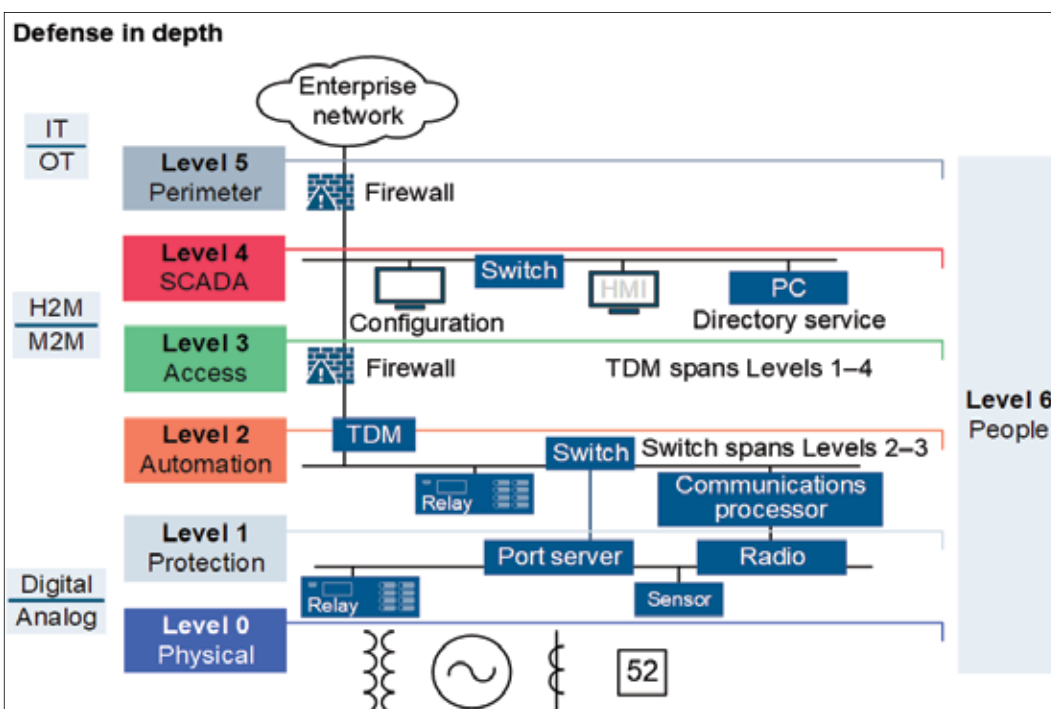 Defense in depth
Enterprise
network
IT
OT
Level 5
Perimeter
Firewall
Level 4
SCADA
Switch
HMI
PC
Configuration
Directory service
H2M
M2M
Level 3
Access
Firewall
TDM spans Levels 1–4
Level 6
People
Level 2
Automation
TDM
Switch
Switch spans Levels 2–3
Relay
Communications
processor
Level 1
Protection
Port server
Radio
Relay
Sensor
Digital
Analog
Level 0
Physical
52